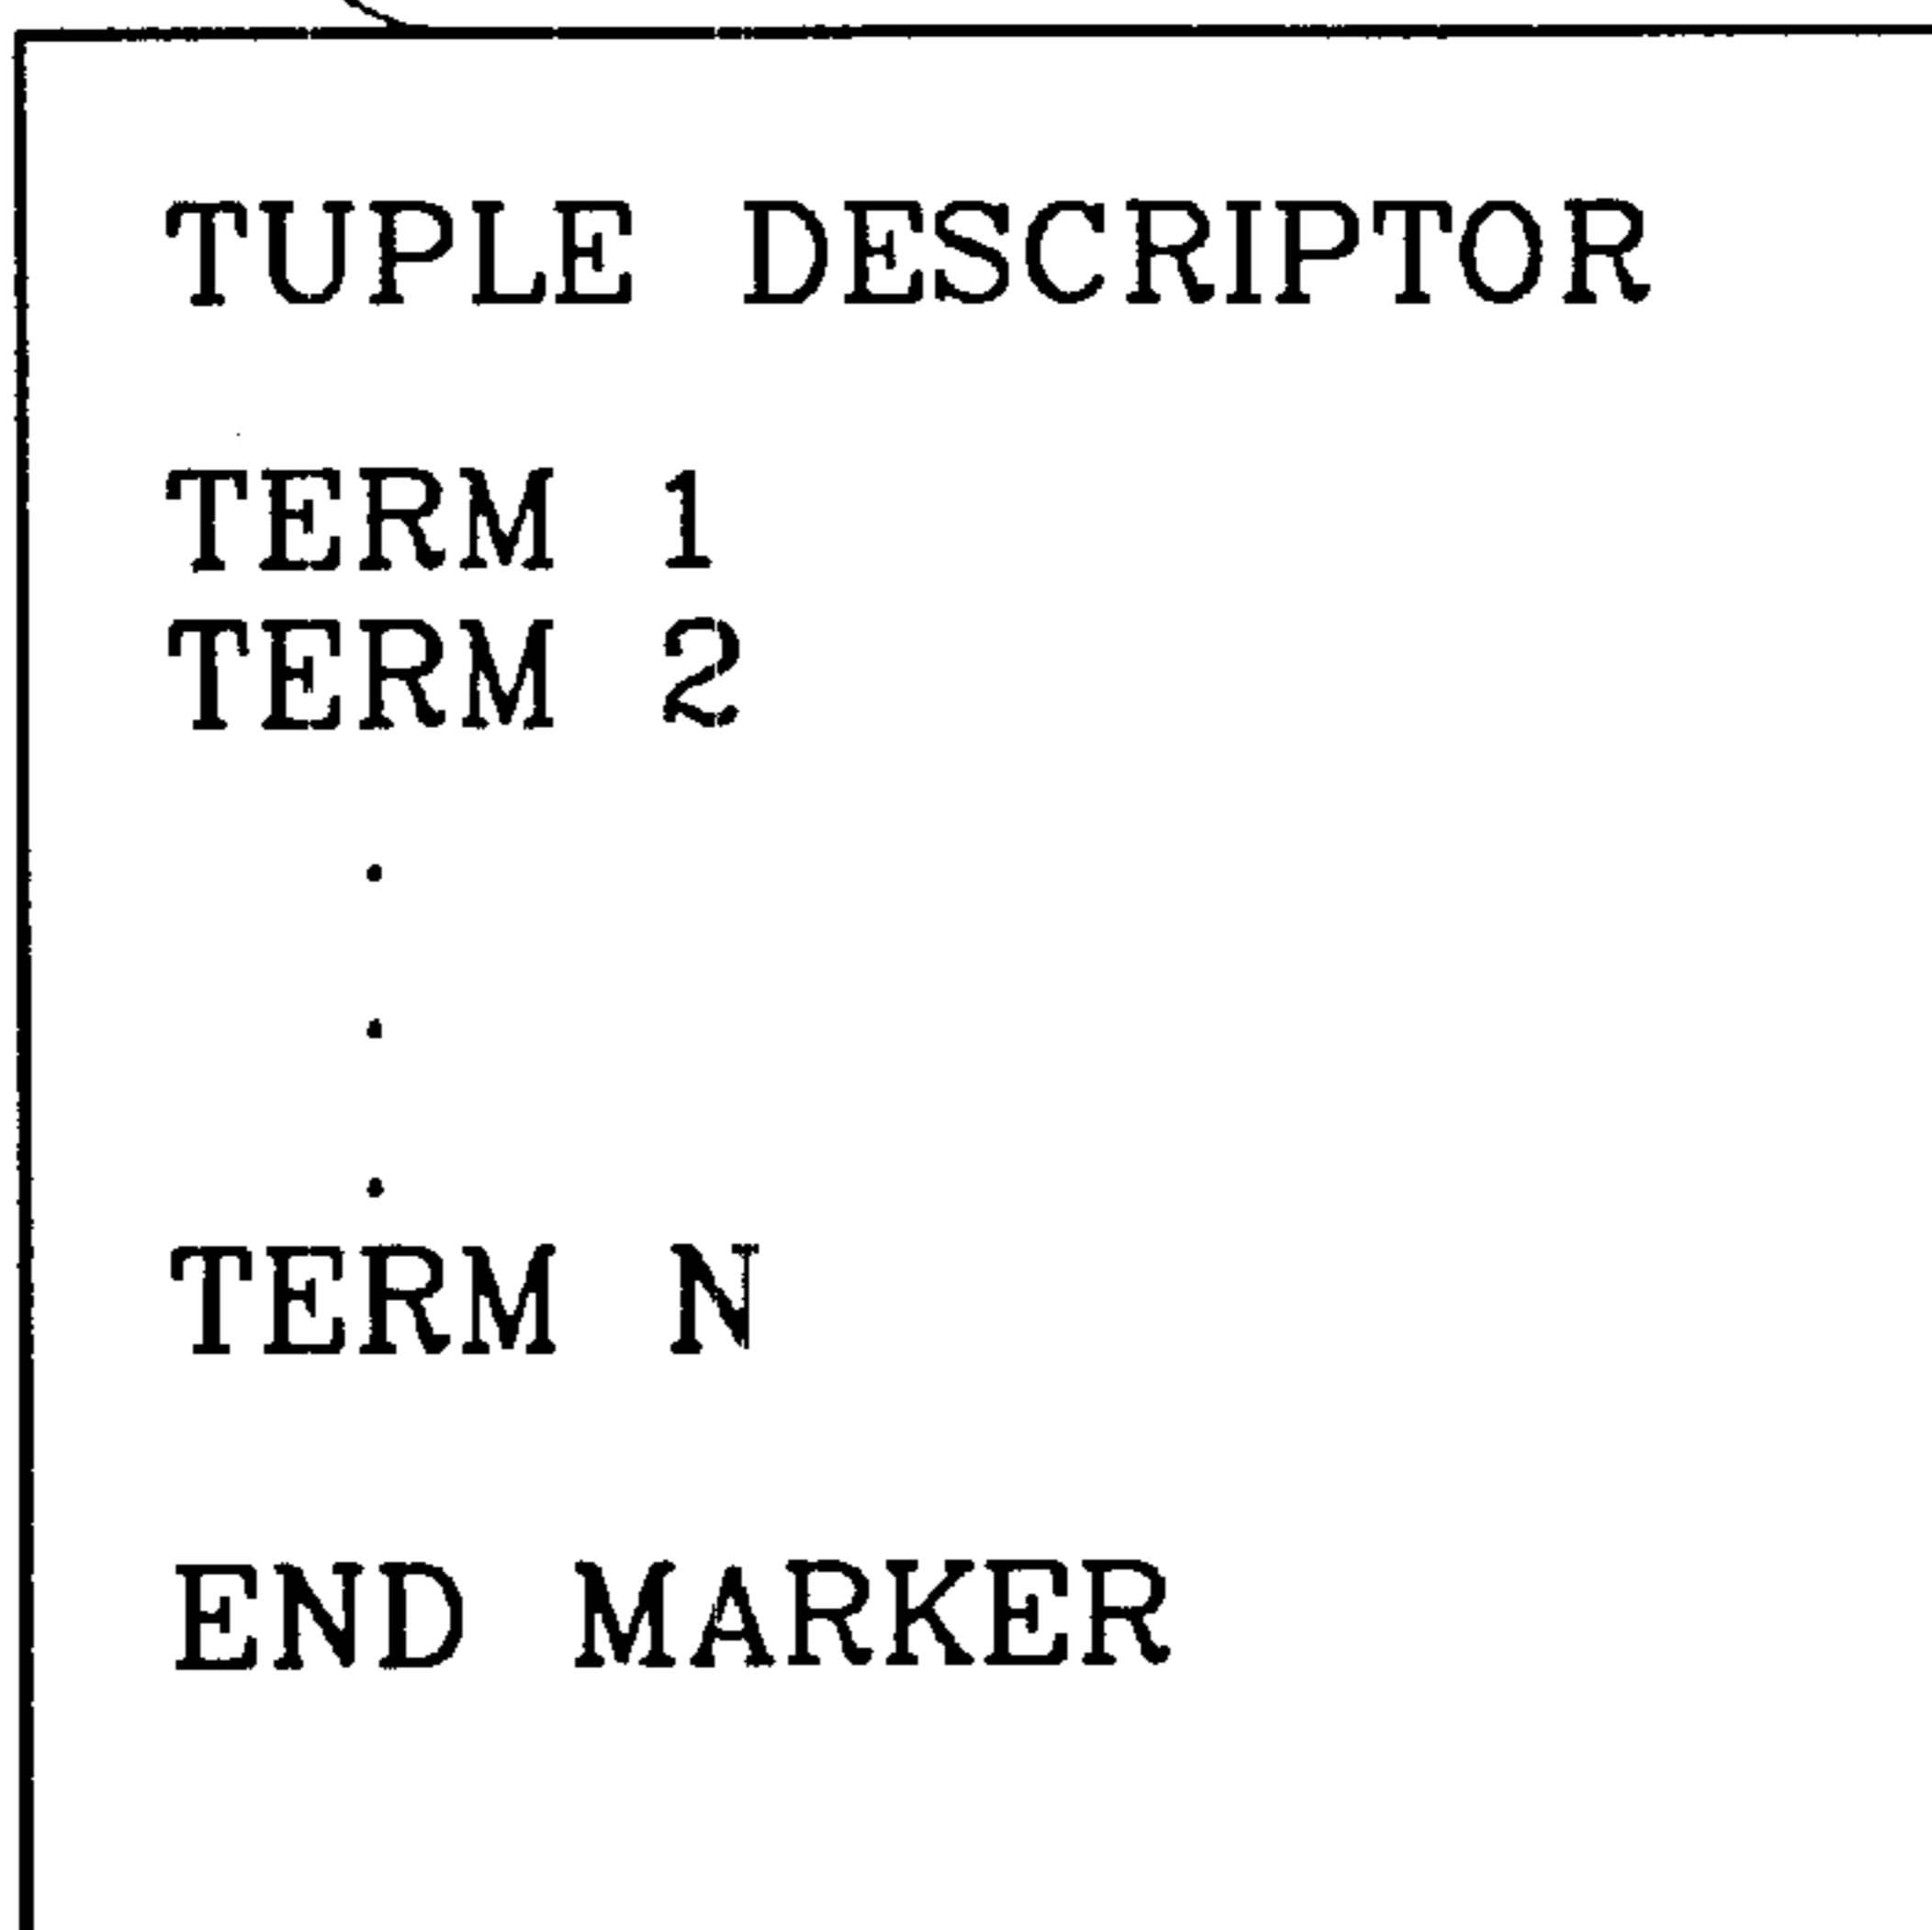 TUPLE DESCRIPTOR
TERM 1
TERM 2
.
.
.
TERM N
END MARKER